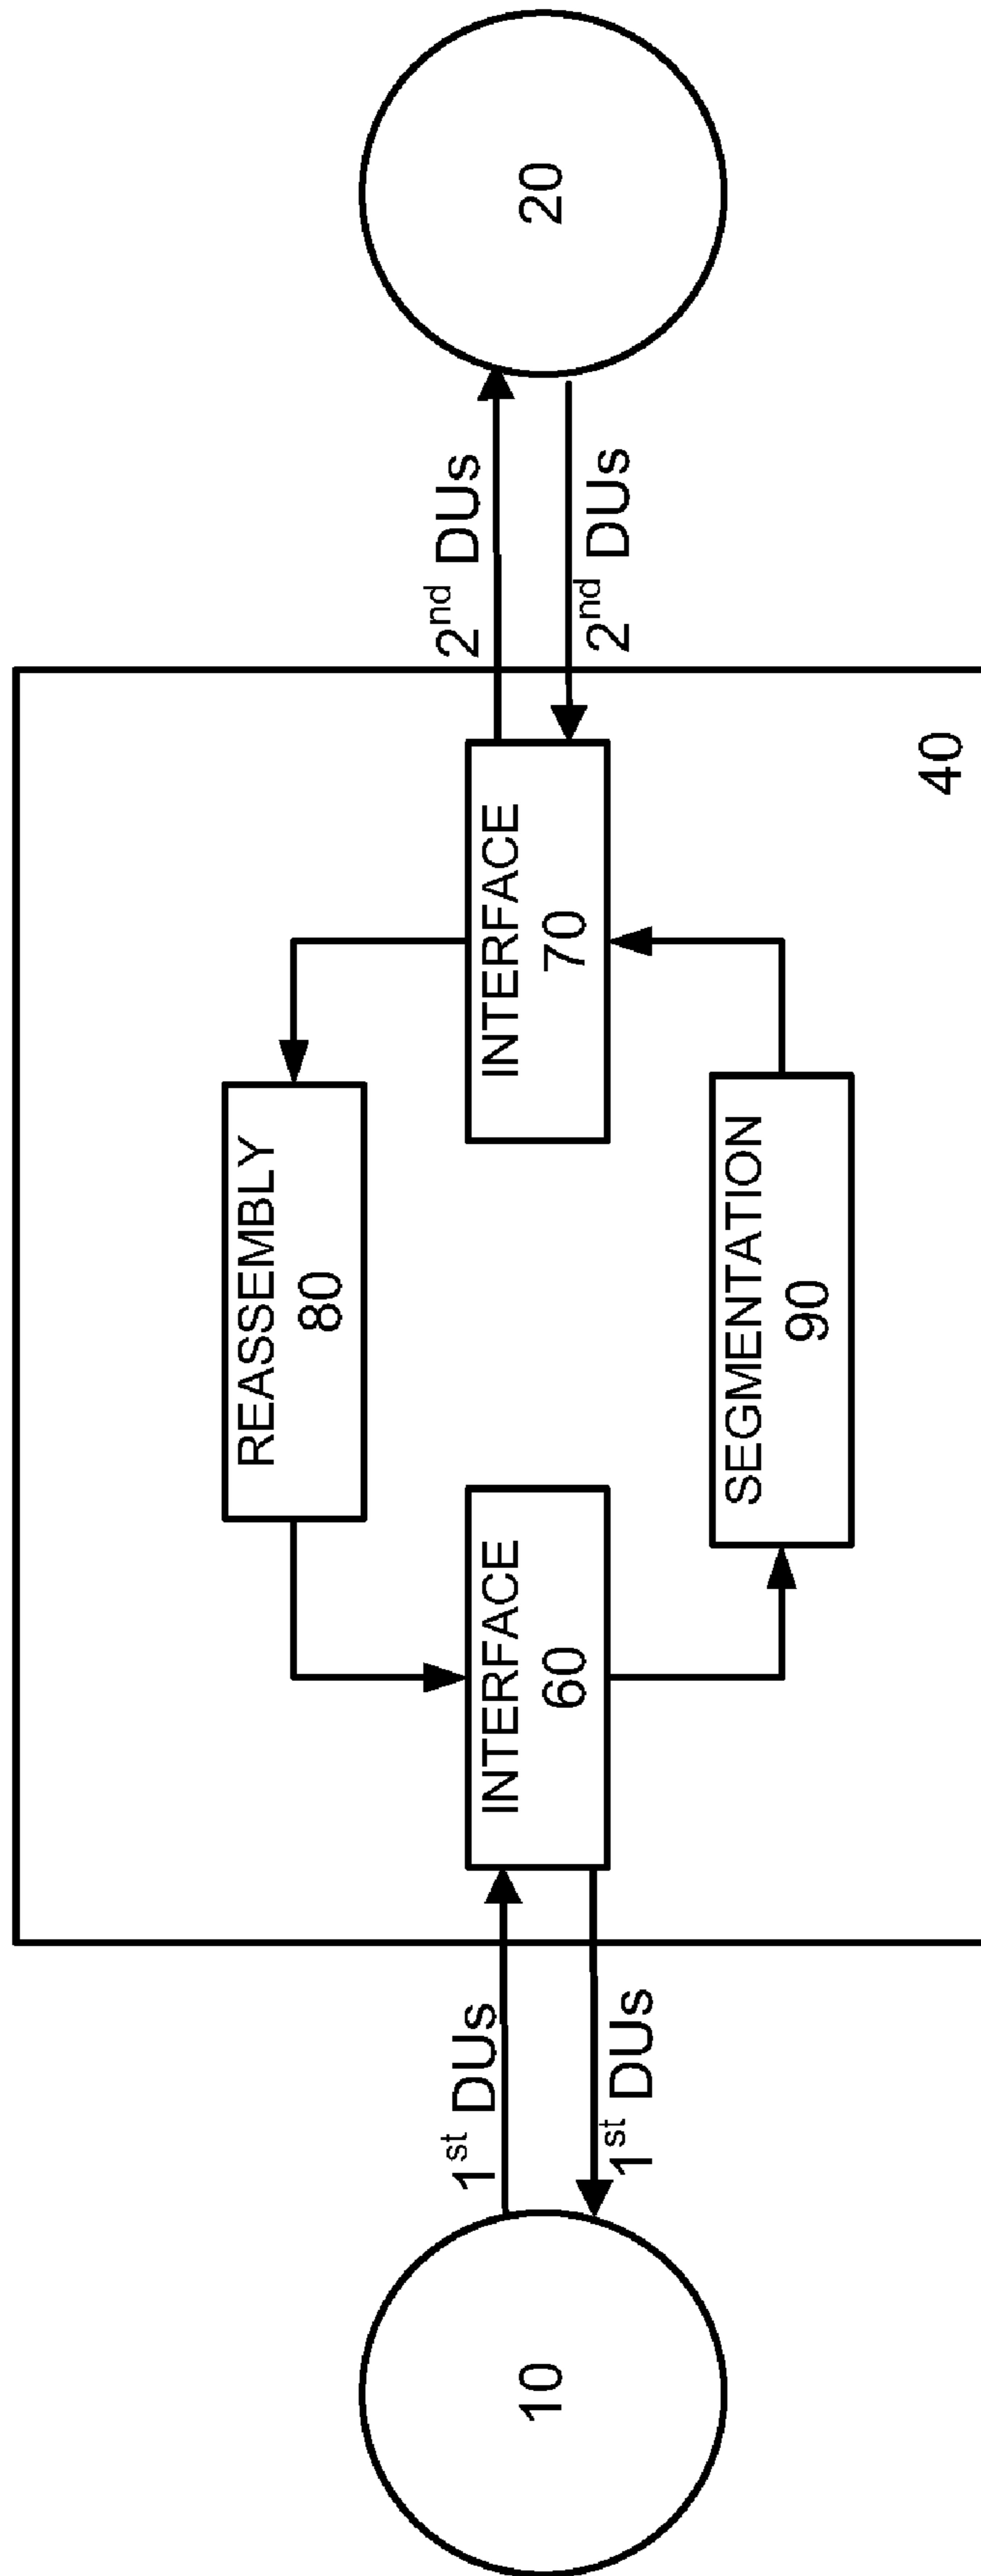 REASSEMBLY
80
1st DUs
2nd DUs
10
INTERFACE
60
INTERFACE
70
20
1st DUs
2nd DUs
SEGMENTATION
90
40